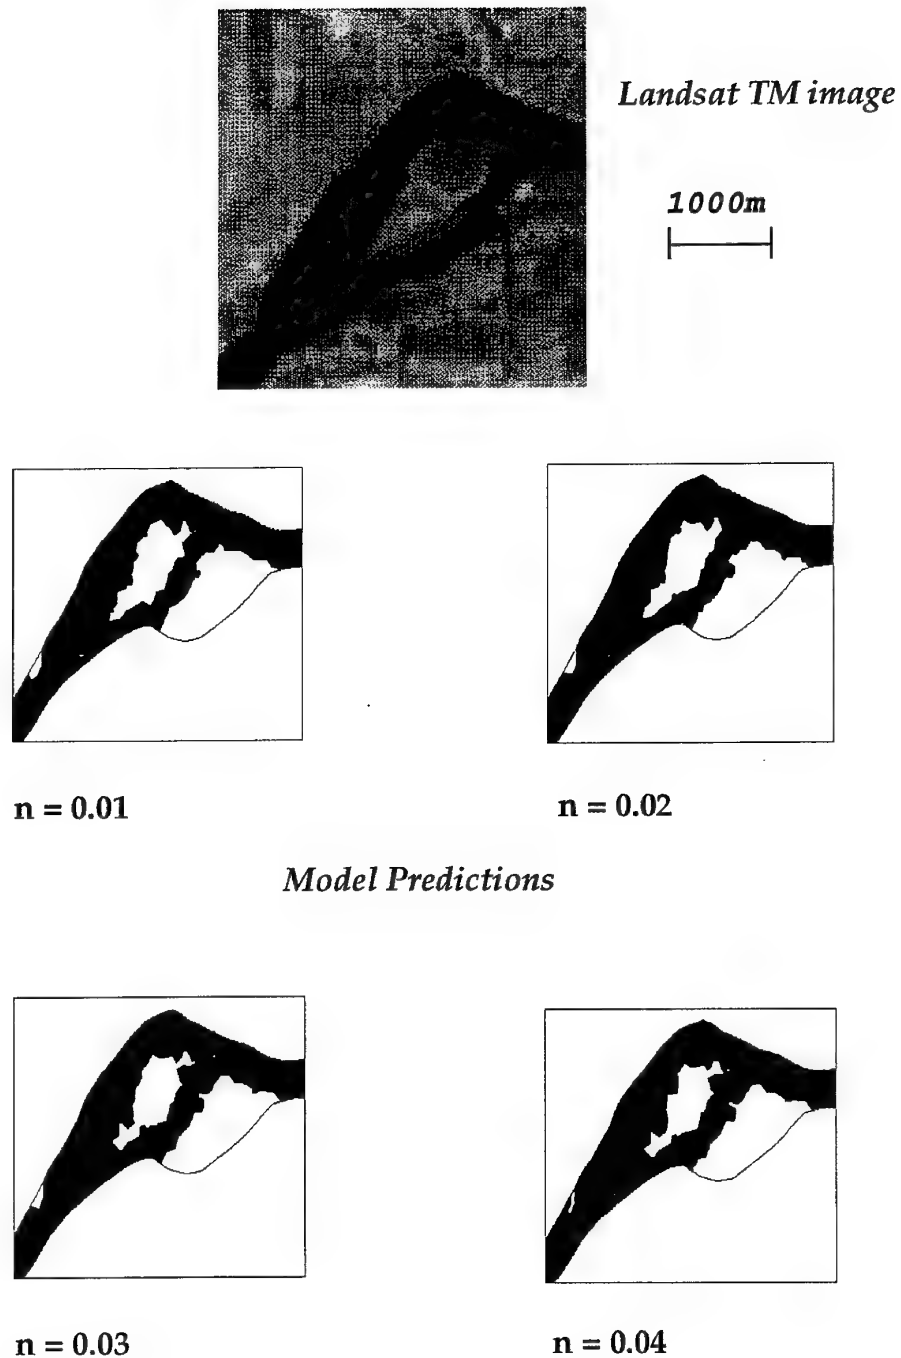 Landsat TM image
1000m
n = 0.01
n = 0.02
Model Predictions
n = 0.03
n = 0.04